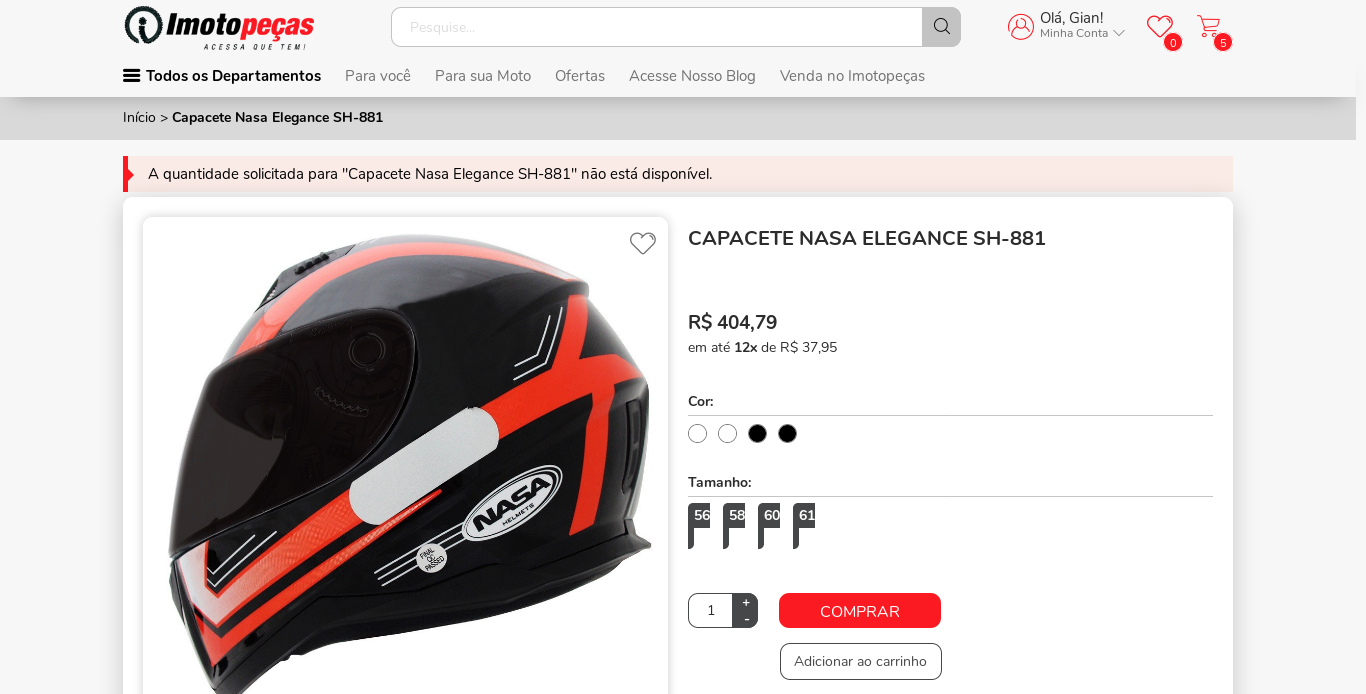 Imotopeças
ACESSA QUE TEM!
Pesquise...
Olá, Gian!
Minha Conta
0
5
Todos os Departamentos
Para você
Para sua Moto
Ofertas
Acesse Nosso Blog
Venda no Imotopeças
Início > Capacete Nasa Elegance SH-881
A quantidade solicitada para "Capacete Nasa Elegance SH-881" não está disponível.
CAPACETE NASA ELEGANCE SH-881
R$ 404,79
em até 12x de R$ 37,95
Cor:
Tamanho:
56 58 60 61
1
+
-
COMPRAR
Adicionar ao carrinho
NASA
HELMETS
FINAL
QC
PASSED